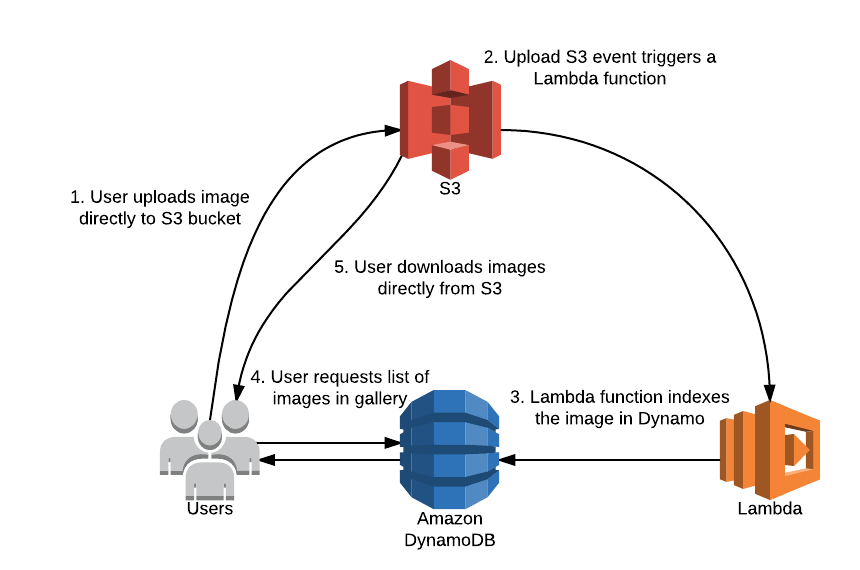 2. Upload S3 event triggers a
Lambda function
S3
1. User uploads image
directly to S3 bucket
5. User downloads images
directly from S3
4. User requests list of
images in gallery
3. Lambda function indexes
the image in Dynamo
Users
Amazon
DynamoDB
Lambda